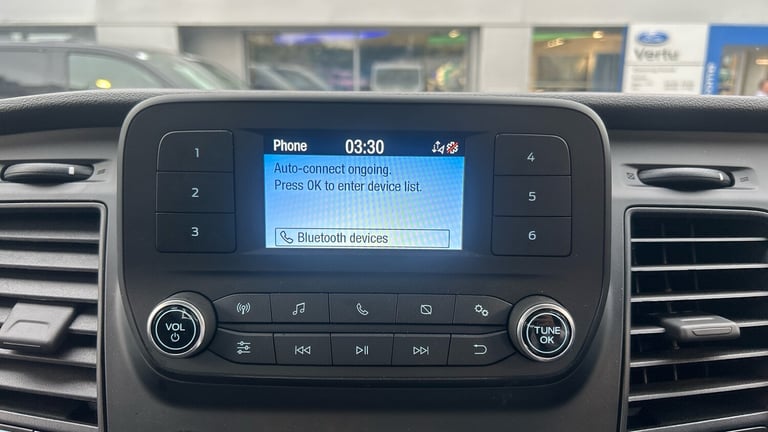 Vertu
Phone 03:30
Auto-connect ongoing.
Press OK to enter device list.
Bluetooth devices
1
2
3
4
5
6
VOL
TUNE
OK